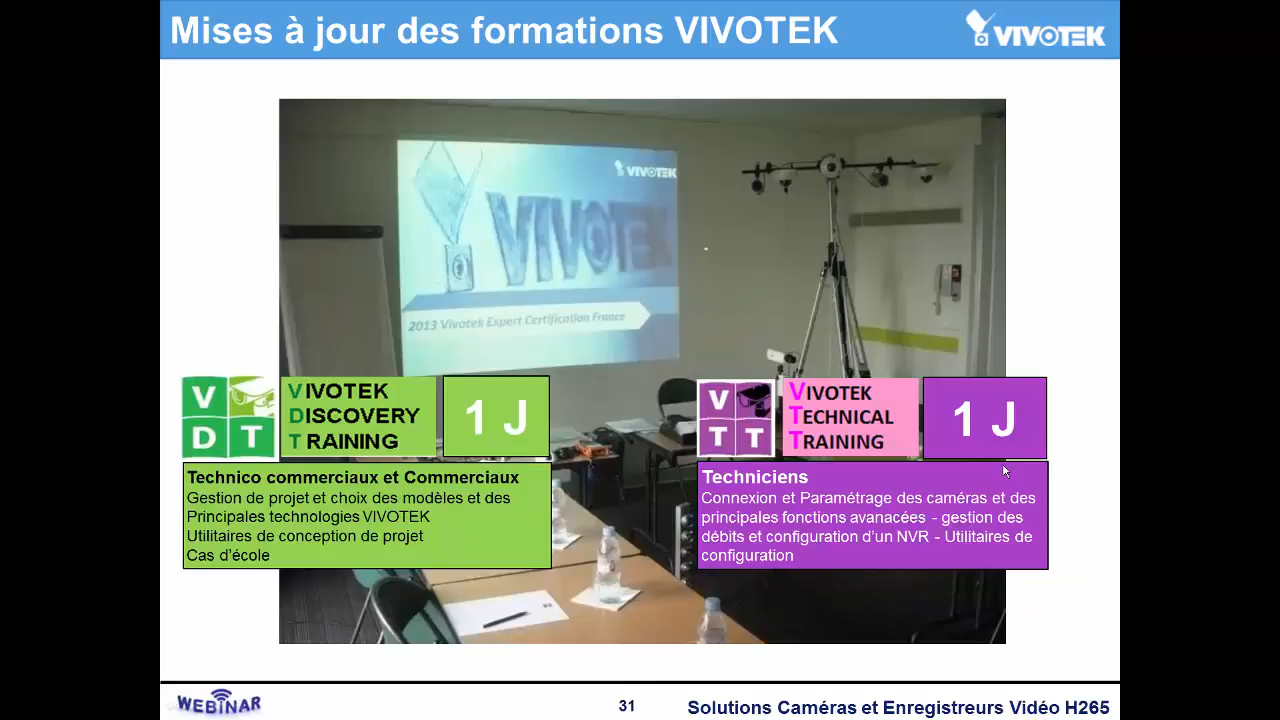 Mises à jour des formations VIVOTEK
VIVOTEK
VIVOTEK
VIVOTEK
2013 Vivotek Expert Certification France
V
D T
VIVOTEK
DISCOVERY
TRAINING
1 J
Technico commerciaux et Commerciaux
Gestion de projet et choix des modèles et des
Principales technologies VIVOTEK
Utilitaires de conception de projet
Cas d’école
V
T T
VIVOTEK
TECHNICAL
TRAINING
1 J
Techniciens
Connexion et Paramétrage des caméras et des
principales fonctions avanacées - gestion des
débits et configuration d’un NVR - Utilitaires de
configuration
WEBINAR
31
Solutions Caméras et Enregistreurs Vidéo H265